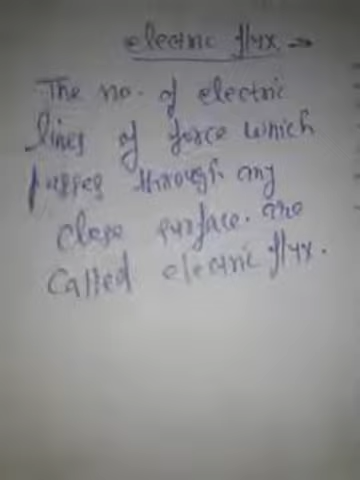 electric flux →
The no. of electric
lines of force which
passes through any
close surface. are
called electric flux.